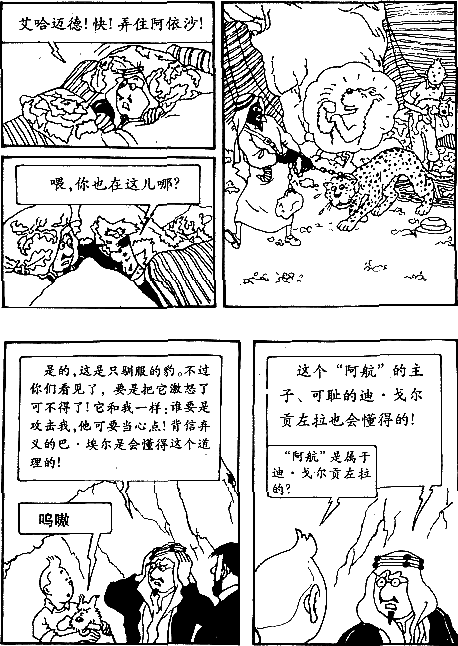 艾哈迈德!快!弄住阿依沙!
喂,你也在这儿哪?
是的,这是只驯服的豹。不过
你们看见了,要是把它激怒了
可不得了!它和我一样:谁要是
攻击我,他可要当心点!背信弃
义的巴·埃尔是会懂得这个道
理的!
呜嗷
这个“阿航”的主
子、可耻的迪·戈尔
贡左拉也会懂得的!
“阿航”是属于
迪·戈尔贡左拉
的?